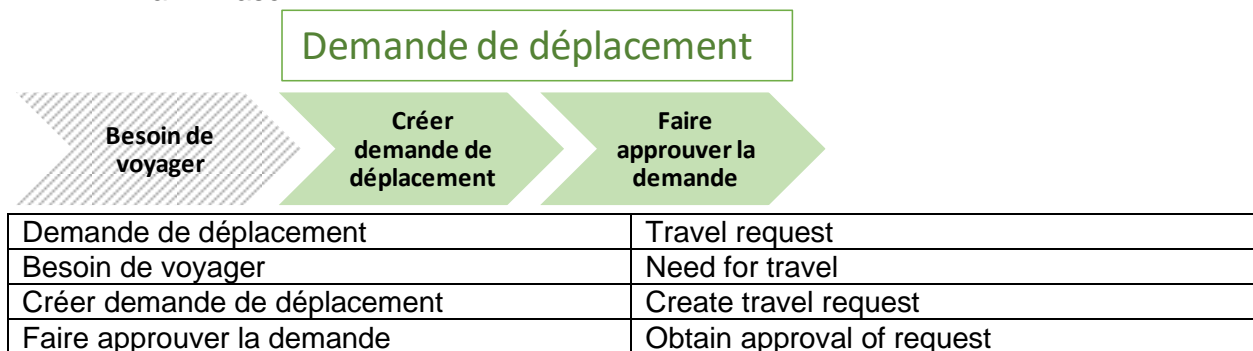 Demande de déplacement
Besoin de
voyager
Créer
demande de
déplacement
Faire
approuver la
demande
Demande de déplacement Travel request
Besoin de voyager Need for travel
Créer demande de déplacement Create travel request
Faire approuver la demande Obtain approval of request